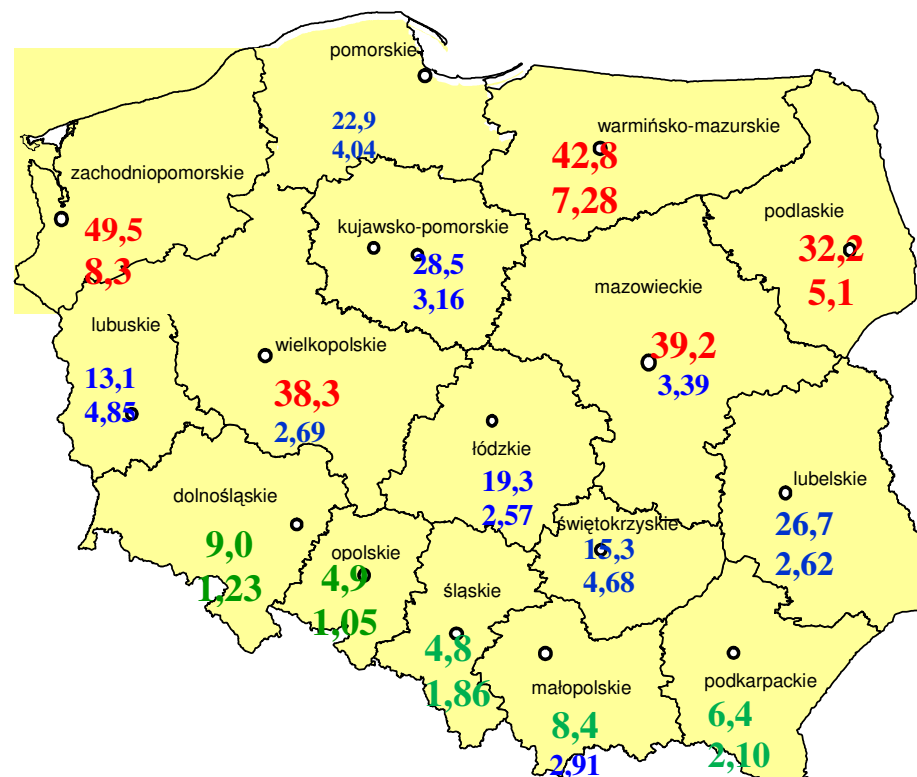 pomorskie
22,9
4,04
warmińsko-mazurskie
42,8
7,28
zachodniopomorskie
49,5
8,3
kujawsko-pomorskie
28,5
3,16
podlaskie
32,2
5,1
mazowieckie
39,2
3,39
lubuskie
13,1
4,85
wielkopolskie
38,3
2,69
łódzkie
19,3
2,57
lubelskie
26,7
2,62
dolnośląskie
9,0
1,23
opolskie
4,9
1,05
świętokrzyskie
15,3
4,68
śląskie
4,8
1,86
małopolskie
8,4
2,91
podkarpackie
6,4
2,10